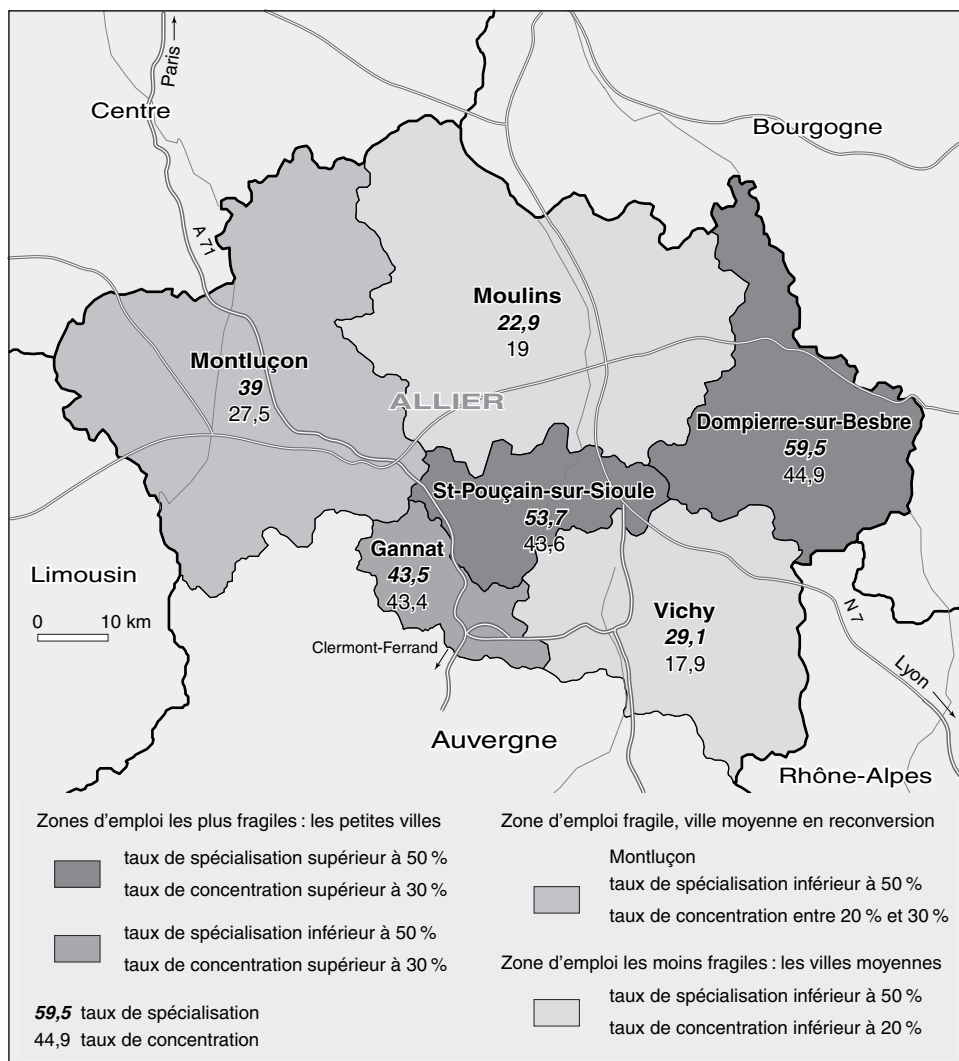 Paris
Centre
Bourgogne
A 71
Moulins
22,9
19
Montluçon
39
27,5
ALLIER
Dompierre-sur-Besbre
59,5
44,9
St-Pouçain-sur-Sioule
53,7
43,6
Gannat
43,5
43,4
Limousin
0 10 km
Vichy
29,1
17,9
N 7
Clermont-Ferrand
Lyon
Auvergne
Rhône-Alpes
Zones d'emploi les plus fragiles : les petites villes
taux de spécialisation supérieur à 50 %
taux de concentration supérieur à 30 %
taux de spécialisation inférieur à 50 %
taux de concentration supérieur à 30 %
59,5 taux de spécialisation
44,9 taux de concentration
Zone d'emploi fragile, ville moyenne en reconversion
Montluçon
taux de spécialisation inférieur à 50 %
taux de concentration entre 20 % et 30 %
Zone d'emploi les moins fragiles : les villes moyennes
taux de spécialisation inférieur à 50 %
taux de concentration inférieur à 20 %